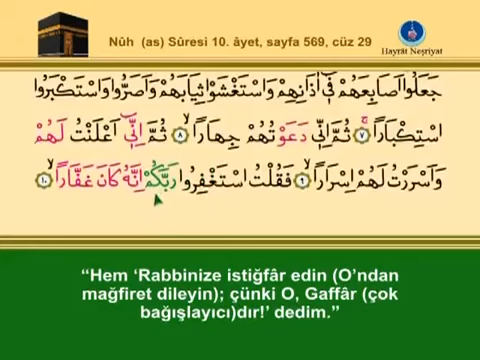 Nûh (as) Sûresi 10. âyet, sayfa 569, cüz 29
Hayrât Neşriyat
جَعَلُٓوا اَصَابِعَهُمْ فٖٓي اٰذَانِهِمْ وَاسْتَغْشَوْا ثِيَابَهُمْ وَاَصَرُّوا وَاسْتَكْبَرُوا
اسْتِكْبَارًاۚ ﴿٧﴾ ثُمَّ اِنّٖي دَعَوْتُهُمْ جِهَارًاۙ ﴿٨﴾ ثُمَّ اِنّٖٓي اَعْلَنْتُ لَهُمْ
وَاَسْرَرْتُ لَهُمْ اِسْرَارًاۙ ﴿٩﴾ فَقُلْتُ اسْتَغْفِرُوا رَبَّكُمْ اِنَّهُ كَانَ غَفَّارًاۙ ﴿١٠﴾
“Hem ‘Rabbinize istiğfâr edin (O’ndan
mağfiret dileyin); çünki O, Gaffâr (çok
bağışlayıcı)dır!’ dedim.”